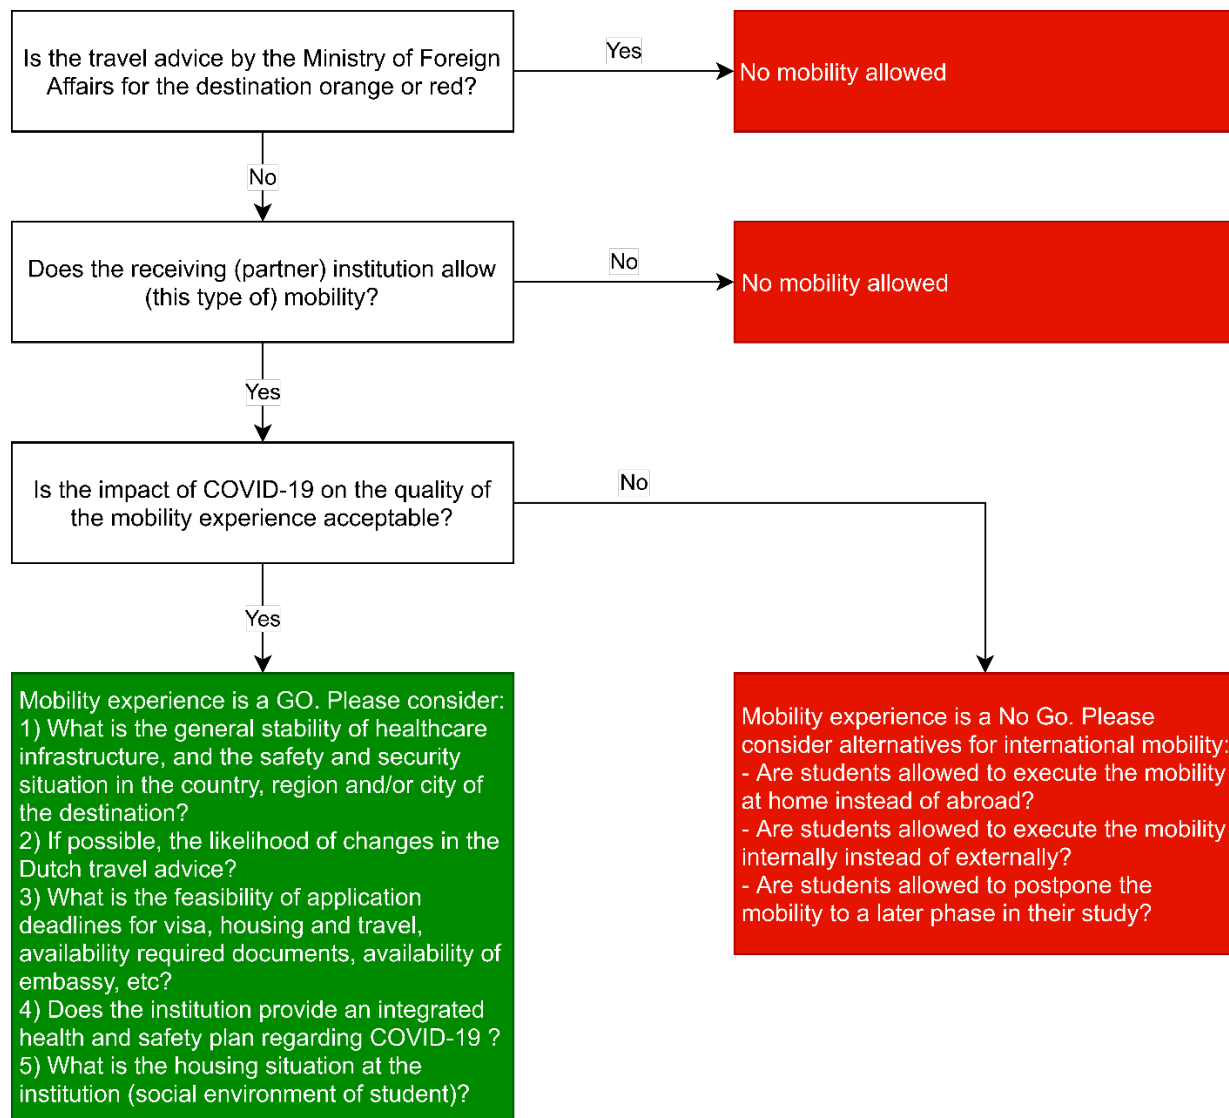 Is the travel advice by the Ministry of Foreign
Affairs for the destination orange or red?
Yes
No mobility allowed
No
Does the receiving (partner) institution allow
(this type of) mobility?
No
No mobility allowed
Yes
Is the impact of COVID-19 on the quality of
the mobility experience acceptable?
No
Yes
Mobility experience is a GO. Please consider:
1) What is the general stability of healthcare
infrastructure, and the safety and security
situation in the country, region and/or city of
the destination?
2) If possible, the likelihood of changes in the
Dutch travel advice?
3) What is the feasibility of application
deadlines for visa, housing and travel,
availability required documents, availability of
embassy, etc?
4) Does the institution provide an integrated
health and safety plan regarding COVID-19 ?
5) What is the housing situation at the
institution (social environment of student)?
Mobility experience is a No Go. Please
consider alternatives for international mobility:
- Are students allowed to execute the mobility
at home instead of abroad?
- Are students allowed to execute the mobility
internally instead of externally?
- Are students allowed to postpone the
mobility to a later phase in their study?